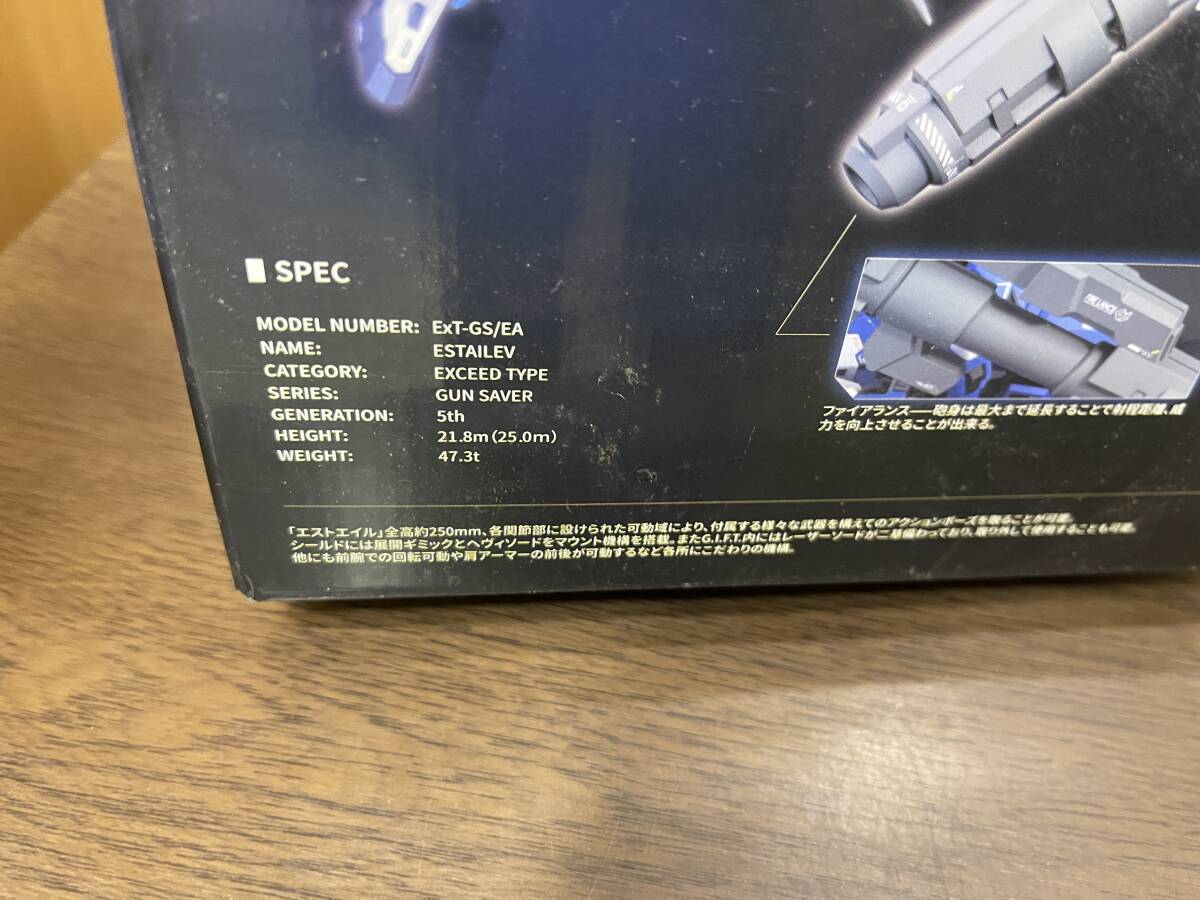 SPEC
MODEL NUMBER: ExT-GS/EA
NAME: ESTAILEV
CATEGORY: EXCEED TYPE
SERIES: GUN SAVER
GENERATION: 5th
HEIGHT: 21.8m(25.0m)
WEIGHT: 47.3t
ファイアランス──砲身は最大まで延長することで射程距離、威
力を向上させることが出来る。
「エストエイル」全高約250mm、各関節部に設けられた可動域により、付属する様々な武器を構えてのアクションポーズを取ることが可能。
シールドには展開ギミックとヘヴィソードをマウント機構を搭載。またG.I.F.T.内にはレーザーソードが二基備わっており、取り外して使用することも可能。
他にも前腕での回転可動や肩アーマーの前後が可動するなど各所にこだわりの機構。